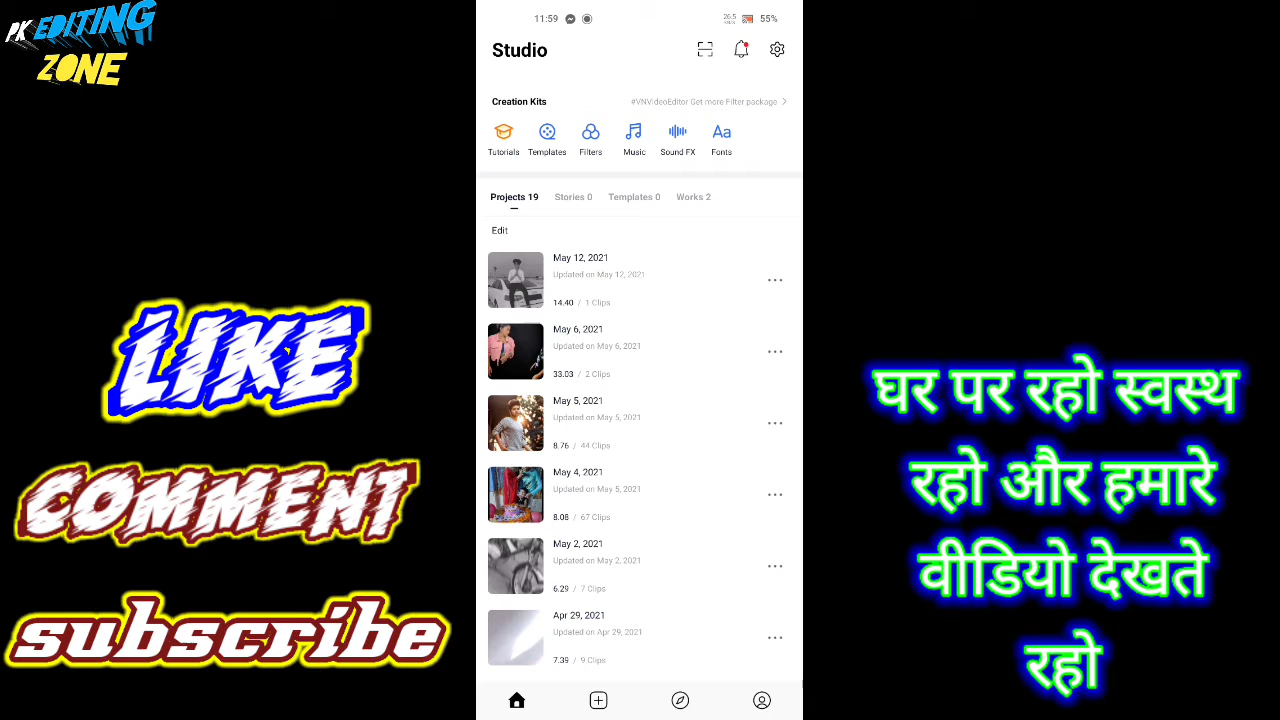 PK EDITING
ZONE
LIKE
COMMENT
subscribe
11:59
26.5
KB/S
55%
Studio
Creation Kits
#VNVideoEditor Get more Filter package
Tutorials
Templates
Filters
Music
Sound FX
Aa
Fonts
Projects 19
Stories 0
Templates 0
Works 2
Edit
May 12, 2021
Updated on May 12, 2021
14.40 / 1 Clips
May 6, 2021
Updated on May 6, 2021
33.03 / 2 Clips
May 5, 2021
Updated on May 5, 2021
8.76 / 44 Clips
May 4, 2021
Updated on May 5, 2021
8.08 / 67 Clips
May 2, 2021
Updated on May 2, 2021
6.29 / 7 Clips
Apr 29, 2021
Updated on Apr 29, 2021
7.39 / 9 Clips
घर पर रहो स्वस्थ
रहो और हमारे
वीडियो देखते
रहो